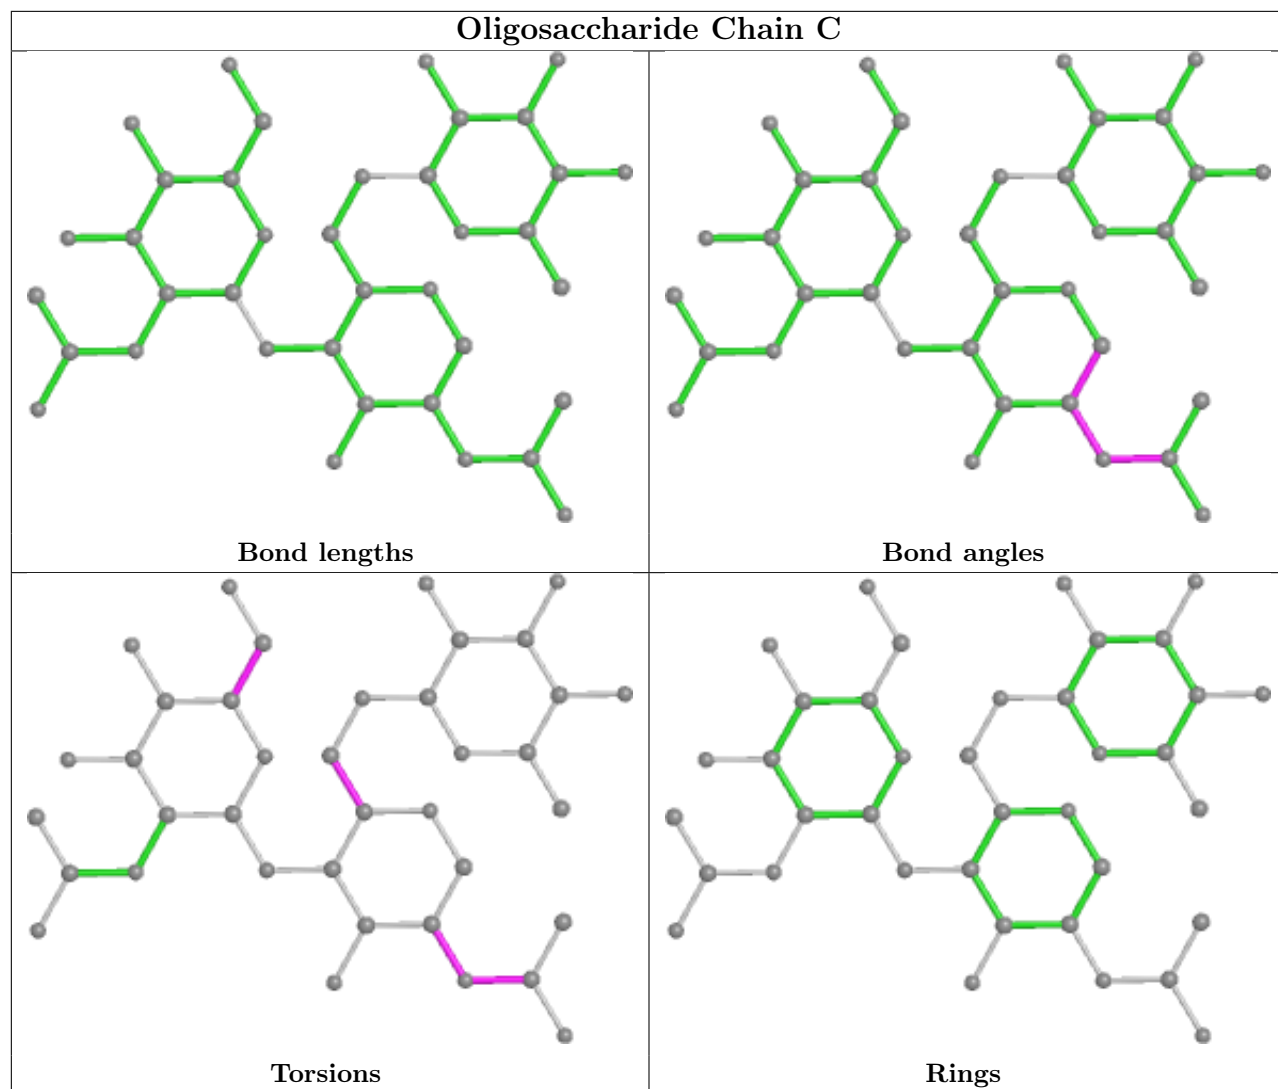 Oligosaccharide Chain C
Bond lengths
Bond angles
Torsions
Rings